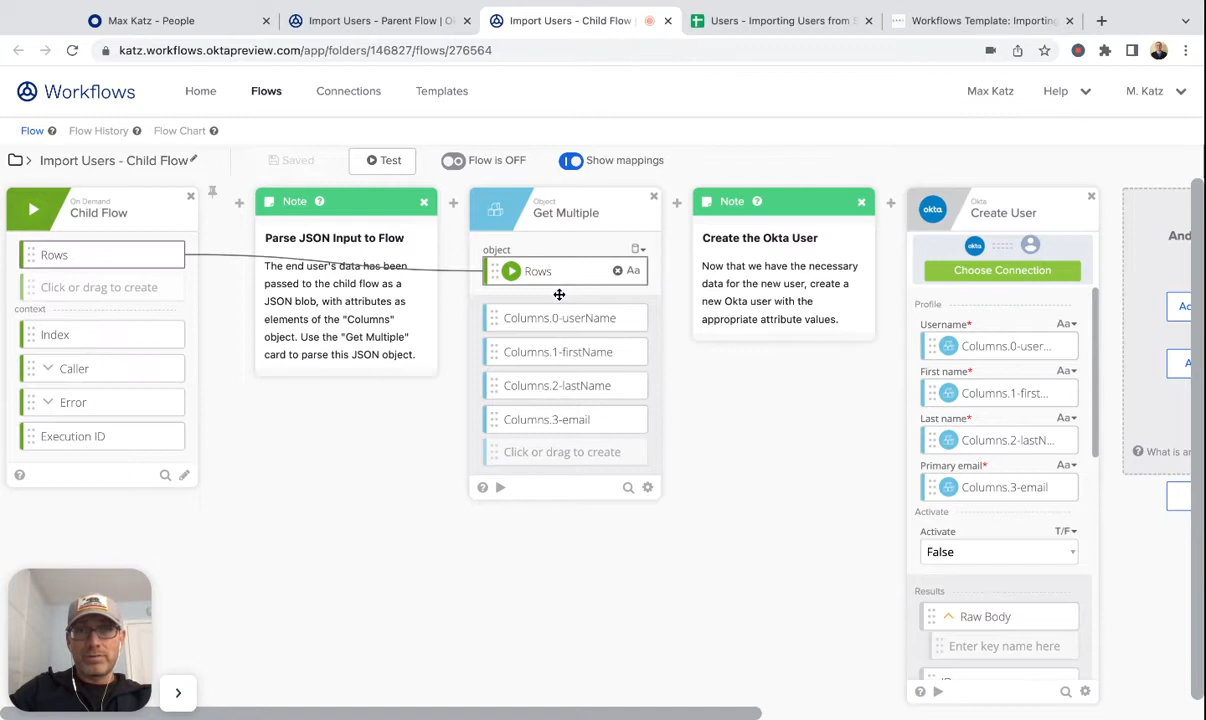 Max Katz - People
Import Users - Parent Flow | O
Import Users - Child Flow
Users - Importing Users from S
Workflows Template: Importing
katz.workflows.oktapreview.com/app/folders/146827/flows/276564
Workflows
Home
Flows
Connections
Templates
Max Katz
Help
M. Katz
Flow
Flow History
Flow Chart
Import Users - Child Flow
Saved
Test
Flow is OFF
Show mappings
On Demand
Child Flow
Rows
Click or drag to create
context
Index
Caller
Error
Execution ID
Note
Parse JSON Input to Flow
The end user's data has been
passed to the child flow as a
JSON blob, with attributes as
elements of the "Columns"
object. Use the "Get Multiple"
card to parse this JSON object.
Object
Get Multiple
object
Rows
Aa
Columns.0-userName
Columns.1-firstName
Columns.2-lastName
Columns.3-email
Click or drag to create
Note
Create the Okta User
Now that we have the necessary
data for the new user, create a
new Okta user with the
appropriate attribute values.
okta
Okta
Create User
okta
Choose Connection
Profile
Username*
Aa
Columns.0-user...
First name*
Aa
Columns.1-first...
Last name*
Aa
Columns.2-lastN...
Primary email*
Aa
Columns.3-email
Activate
Activate
T/F
False
Results
Raw Body
Enter key name here
And
What is a